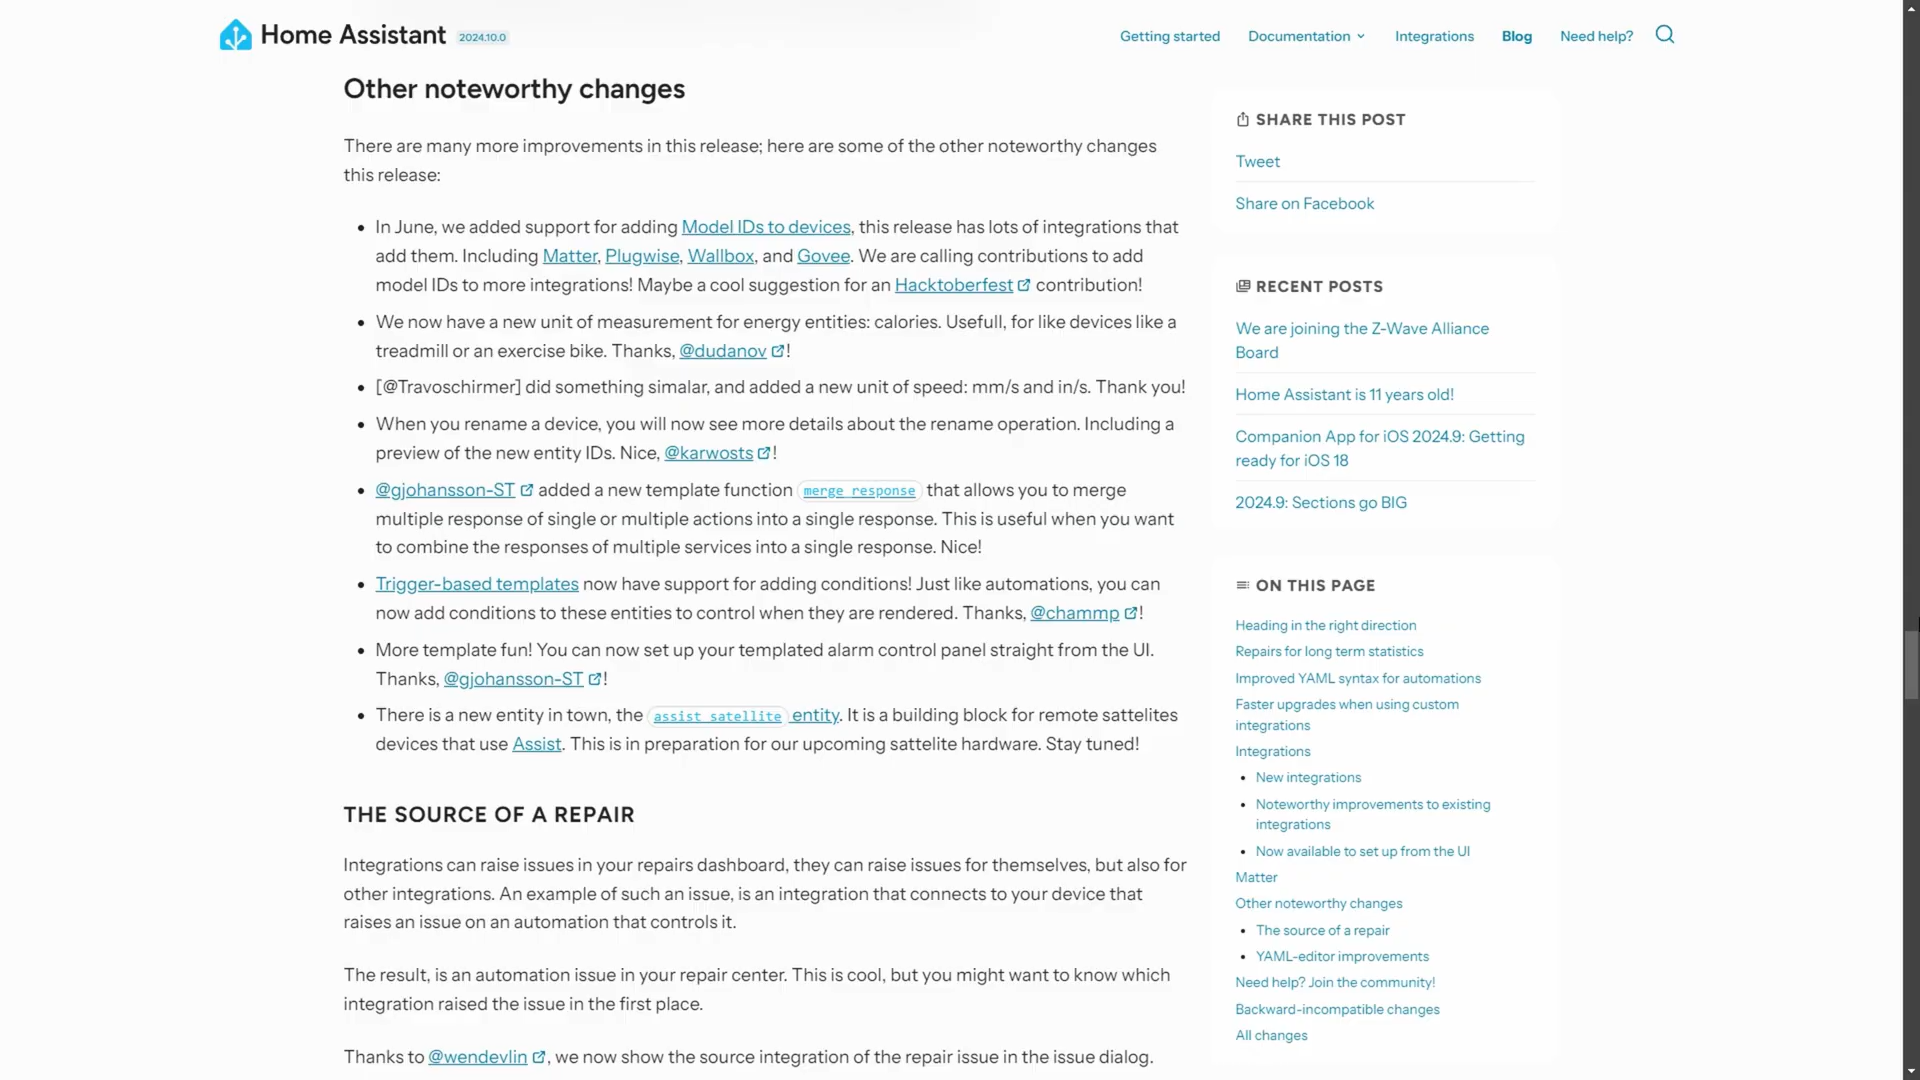 Home Assistant 2024.10.0
Getting started Documentation Integrations Blog Need help?
Other noteworthy changes
There are many more improvements in this release; here are some of the other noteworthy changes
this release:
• In June, we added support for adding Model IDs to devices, this release has lots of integrations that
add them. Including Matter, Plugwise, Wallbox, and Govee. We are calling contributions to add
model IDs to more integrations! Maybe a cool suggestion for an Hacktoberfest contribution!
• We now have a new unit of measurement for energy entities: calories. Usefull, for like devices like a
treadmill or an exercise bike. Thanks, @dudanov!
• [@Travoschirmer] did something simalar, and added a new unit of speed: mm/s and in/s. Thank you!
• When you rename a device, you will now see more details about the rename operation. Including a
preview of the new entity IDs. Nice, @karwosts!
• @gjohansson-ST added a new template function merge_response that allows you to merge
multiple response of single or multiple actions into a single response. This is useful when you want
to combine the responses of multiple services into a single response. Nice!
• Trigger-based templates now have support for adding conditions! Just like automations, you can
now add conditions to these entities to control when they are rendered. Thanks, @chammp!
• More template fun! You can now set up your templated alarm control panel straight from the UI.
Thanks, @gjohansson-ST!
• There is a new entity in town, the assist_satellite entity. It is a building block for remote sattelites
devices that use Assist. This is in preparation for our upcoming sattelite hardware. Stay tuned!
THE SOURCE OF A REPAIR
Integrations can raise issues in your repairs dashboard, they can raise issues for themselves, but also for
other integrations. An example of such an issue, is an integration that connects to your device that
raises an issue on an automation that controls it.
The result, is an automation issue in your repair center. This is cool, but you might want to know which
integration raised the issue in the first place.
Thanks to @wendevlin, we now show the source integration of the repair issue in the issue dialog.
SHARE THIS POST
Tweet
Share on Facebook
RECENT POSTS
We are joining the Z-Wave Alliance
Board
Home Assistant is 11 years old!
Companion App for iOS 2024.9: Getting
ready for iOS 18
2024.9: Sections go BIG
ON THIS PAGE
Heading in the right direction
Repairs for long term statistics
Improved YAML syntax for automations
Faster upgrades when using custom
integrations
Integrations
• New integrations
• Noteworthy improvements to existing
integrations
• Now available to set up from the UI
Matter
Other noteworthy changes
• The source of a repair
• YAML-editor improvements
Need help? Join the community!
Backward-incompatible changes
All changes